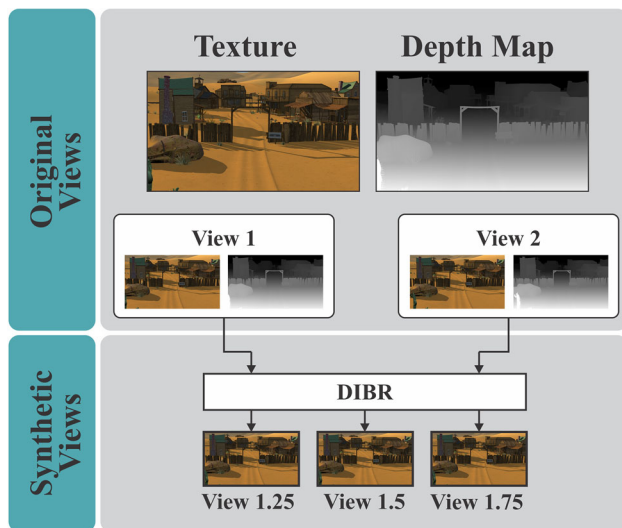 Texture
Depth Map
Original
Views
View 1
View 2
Synthetic
Views
DIBR
View 1.25
View 1.5
View 1.75